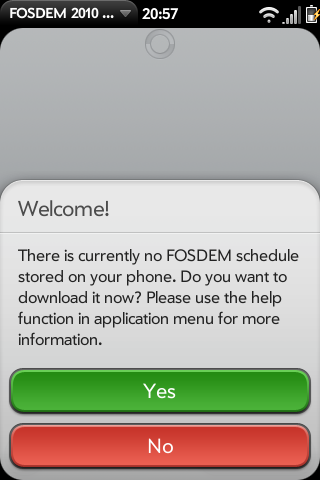 FOSDEM 2010 ... 20:57
Welcome!
There is currently no FOSDEM schedule
stored on your phone. Do you want to
download it now? Please use the help
function in application menu for more
information.
Yes
No